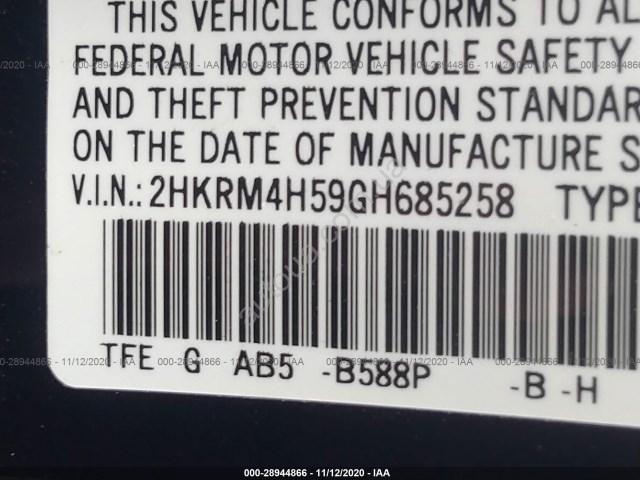 THIS VEHICLE CONFORMS TO AL
FEDERAL MOTOR VEHICLE SAFETY
AND THEFT PREVENTION STANDAR
ON THE DATE OF MANUFACTURE S
V.I.N.: 2HKRM4H59GH685258 TYPE
TFE G AB5 -B588P -B -H
000-28944866 - 11/12/2020 - IAA